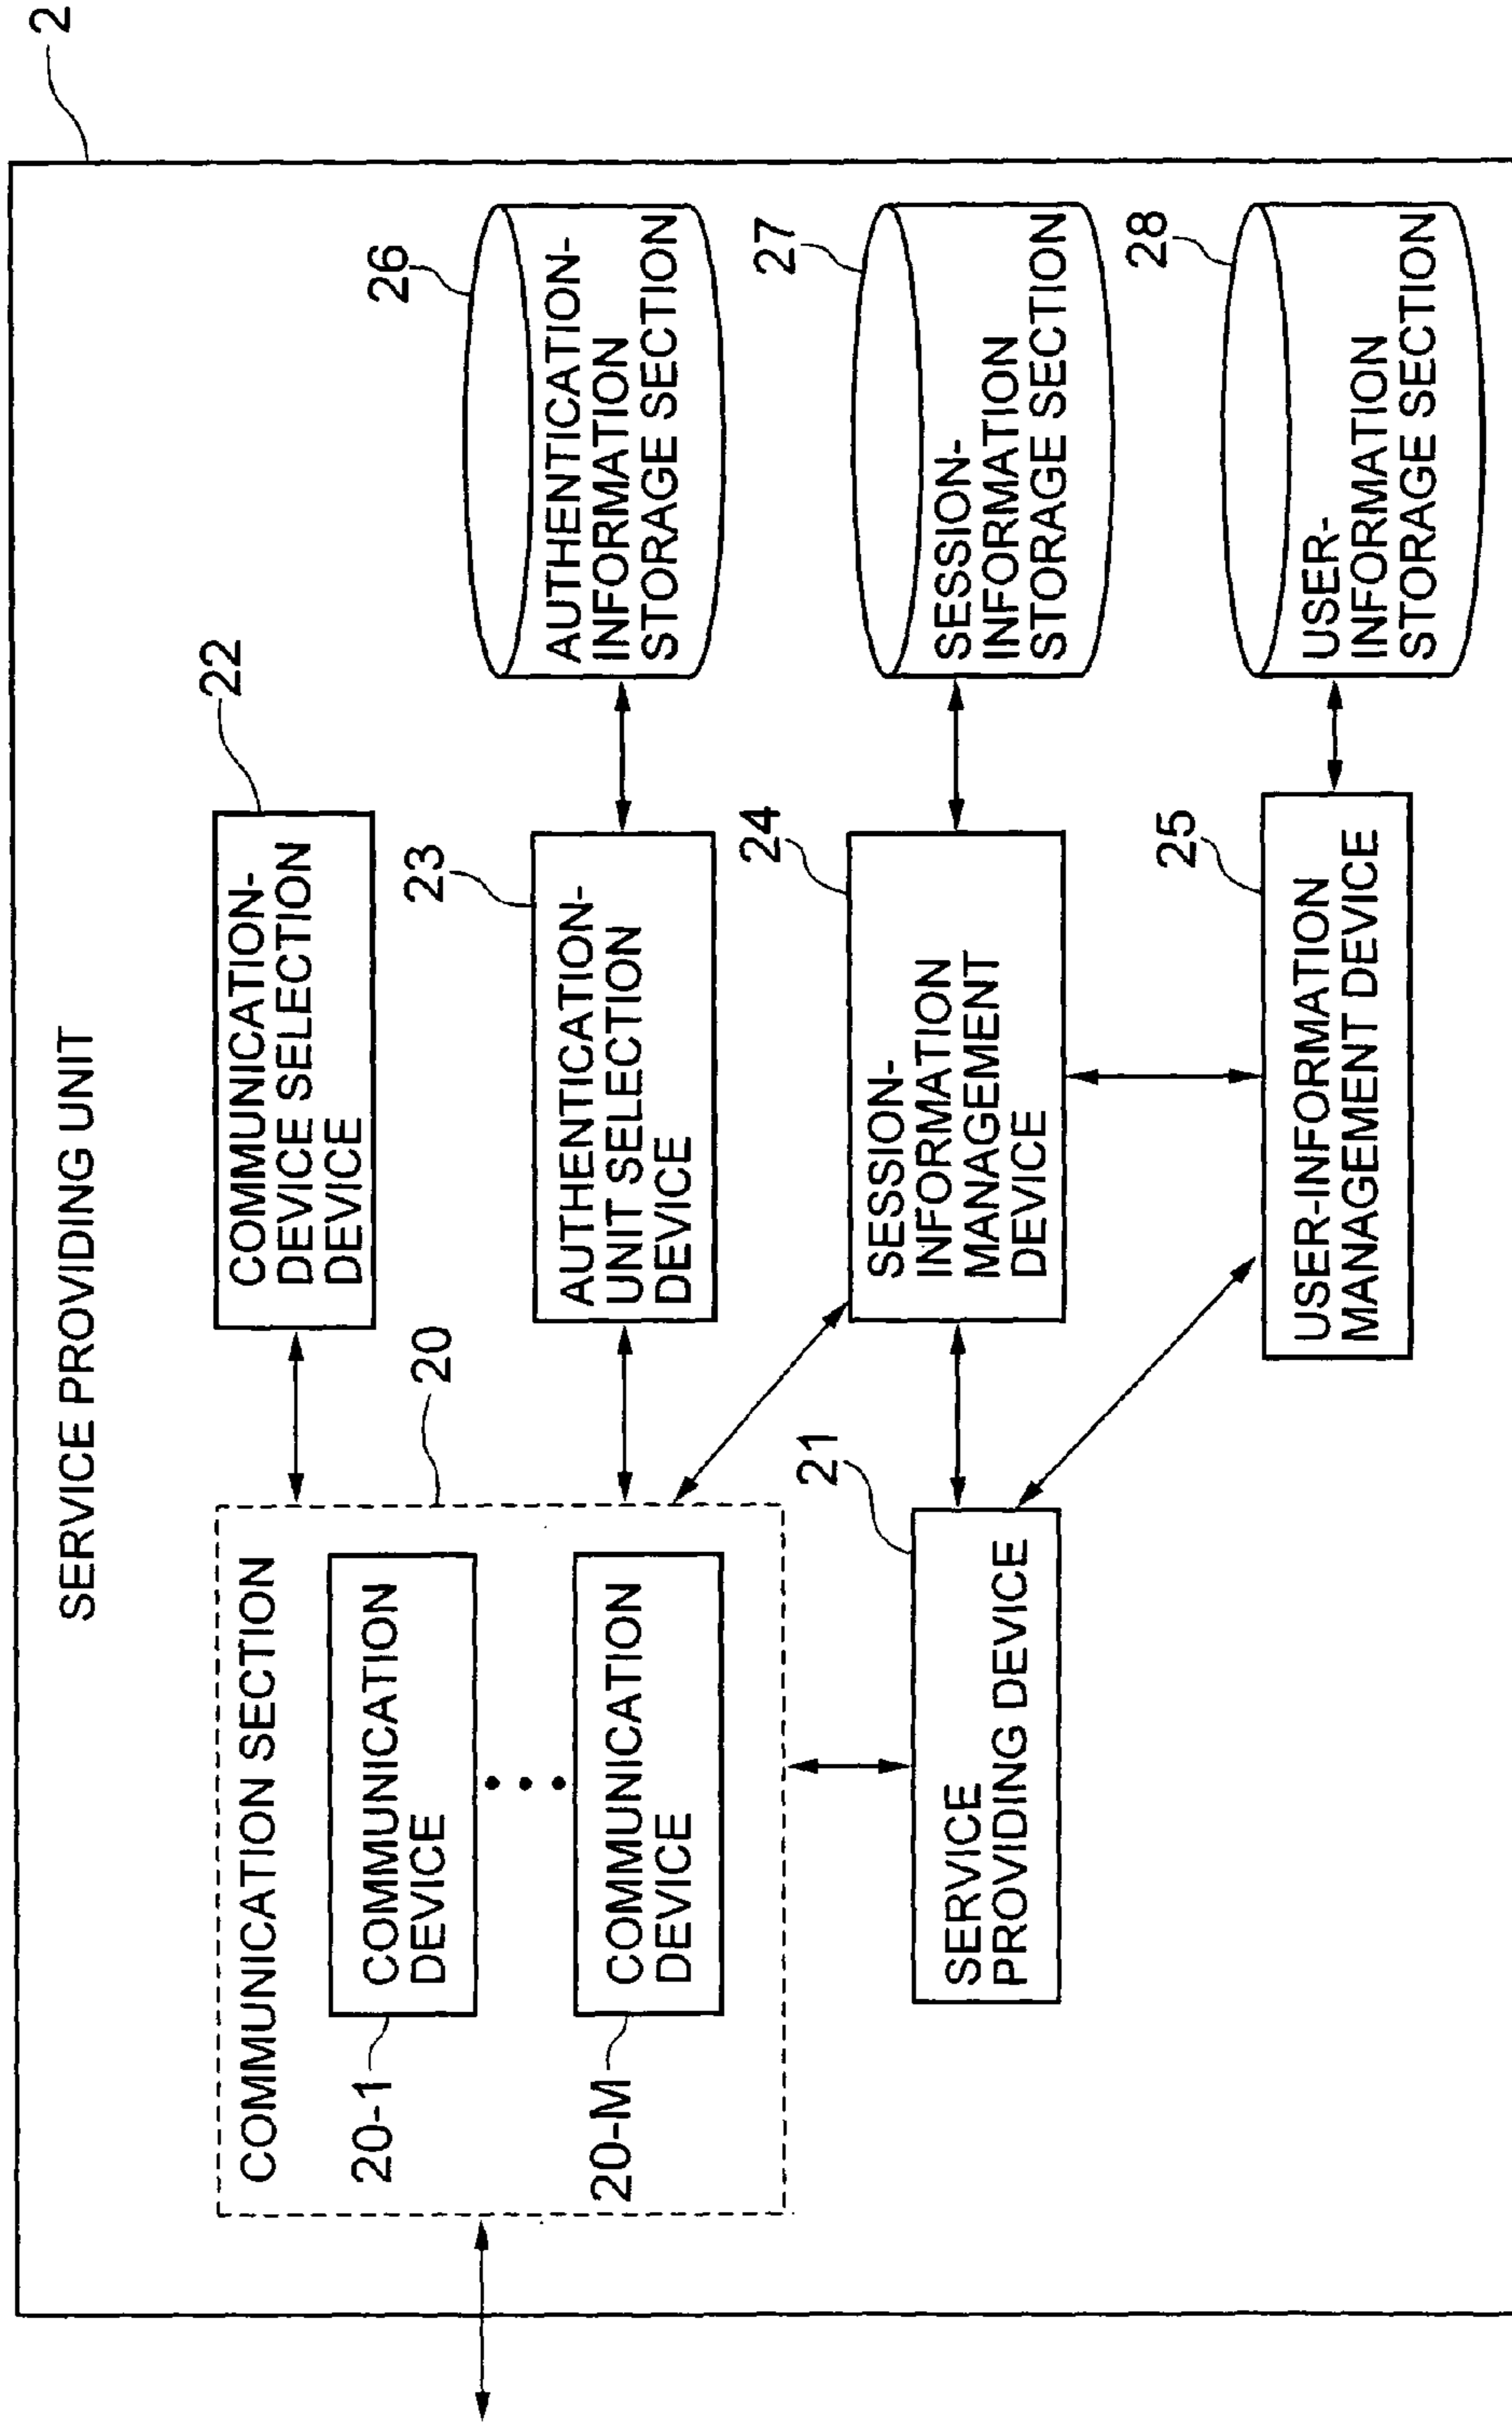 2
SERVICE PROVIDING UNIT
COMMUNICATION SECTION
20
20-1
COMMUNICATION
DEVICE
20-M
COMMUNICATION
DEVICE
22
COMMUNICATION-
DEVICE SELECTION
DEVICE
23
AUTHENTICATION-
UNIT SELECTION
DEVICE
26
AUTHENTICATION-
INFORMATION
STORAGE SECTION
21
SERVICE
PROVIDING DEVICE
24
SESSION-
INFORMATION
MANAGEMENT
DEVICE
27
SESSION-
INFORMATION
STORAGE SECTION
25
USER-INFORMATION
MANAGEMENT DEVICE
28
USER-
INFORMATION
STORAGE SECTION